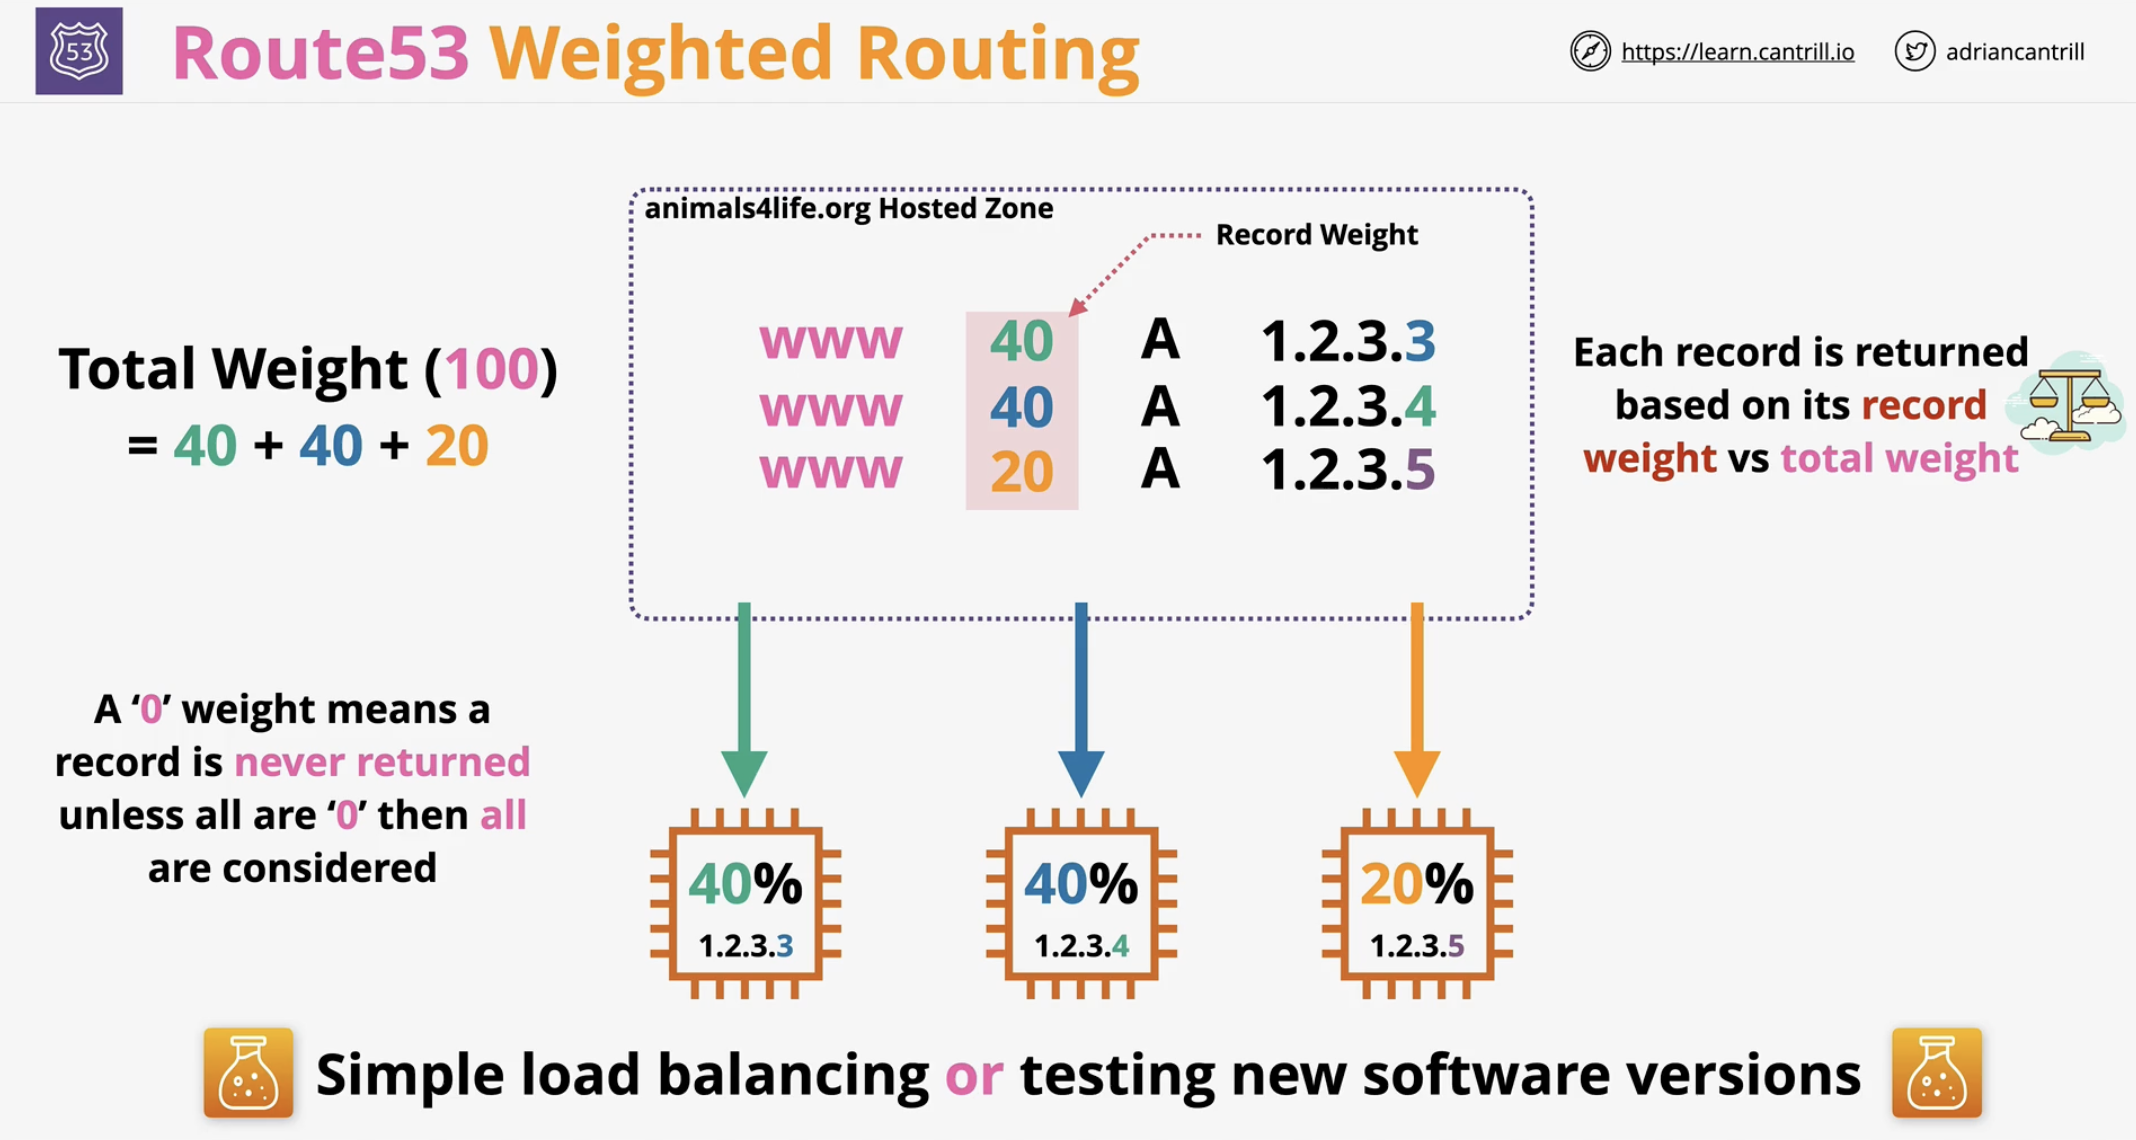 53
Route53 Weighted Routing
https://learn.cantrill.io
adriancantrill
animals4life.org Hosted Zone
Record Weight
www 40 A 1.2.3.3
www 40 A 1.2.3.4
www 20 A 1.2.3.5
Total Weight (100)
= 40 + 40 + 20
Each record is returned
based on its record
weight vs total weight
A ‘0’ weight means a
record is never returned
unless all are ‘0’ then all
are considered
40%
1.2.3.3
40%
1.2.3.4
20%
1.2.3.5
Simple load balancing or testing new software versions